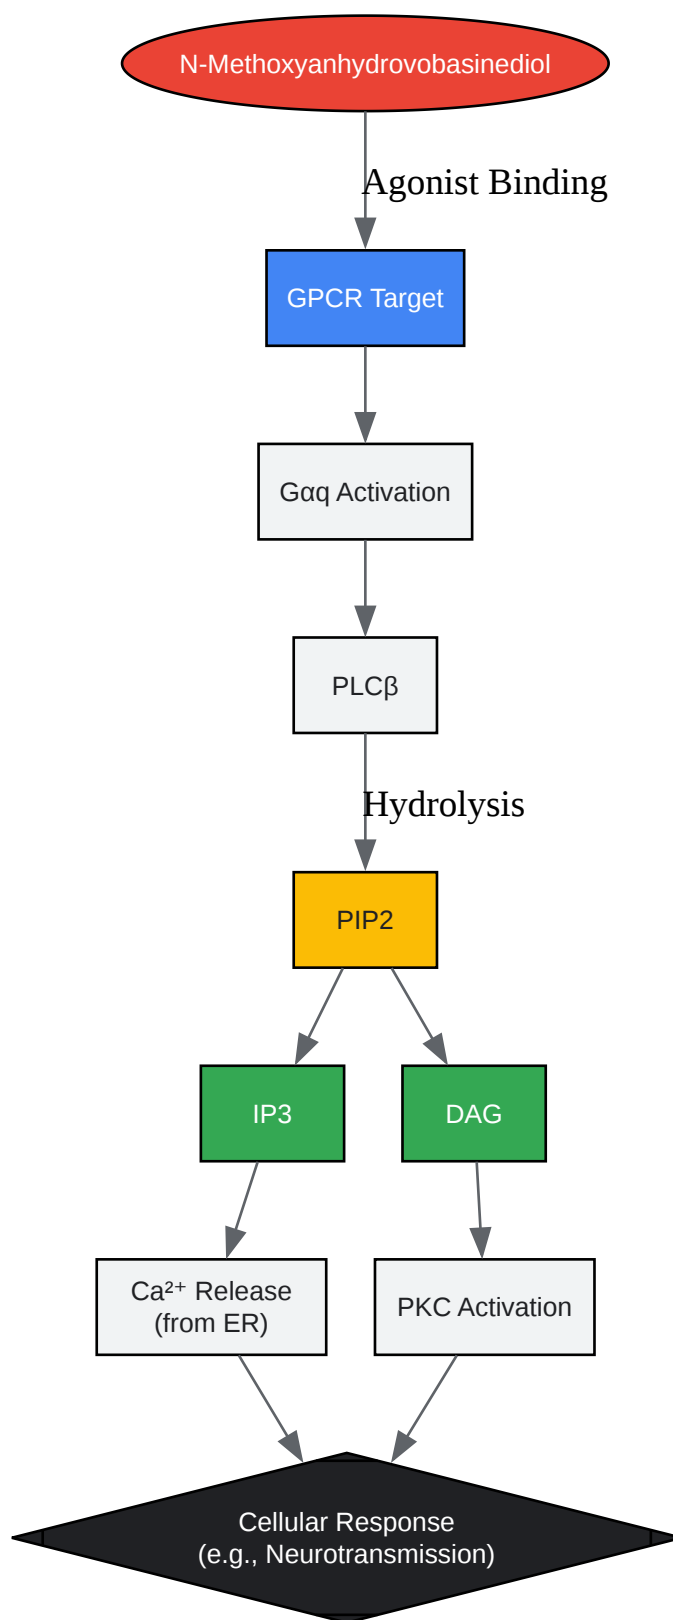 N-Methoxyanhydrovobasinediol
Agonist Binding
GPCR Target
Gαq Activation
PLCβ
Hydrolysis
PIP2
IP3
DAG
Ca²⁺ Release
(from ER)
PKC Activation
Cellular Response
(e.g., Neurotransmission)